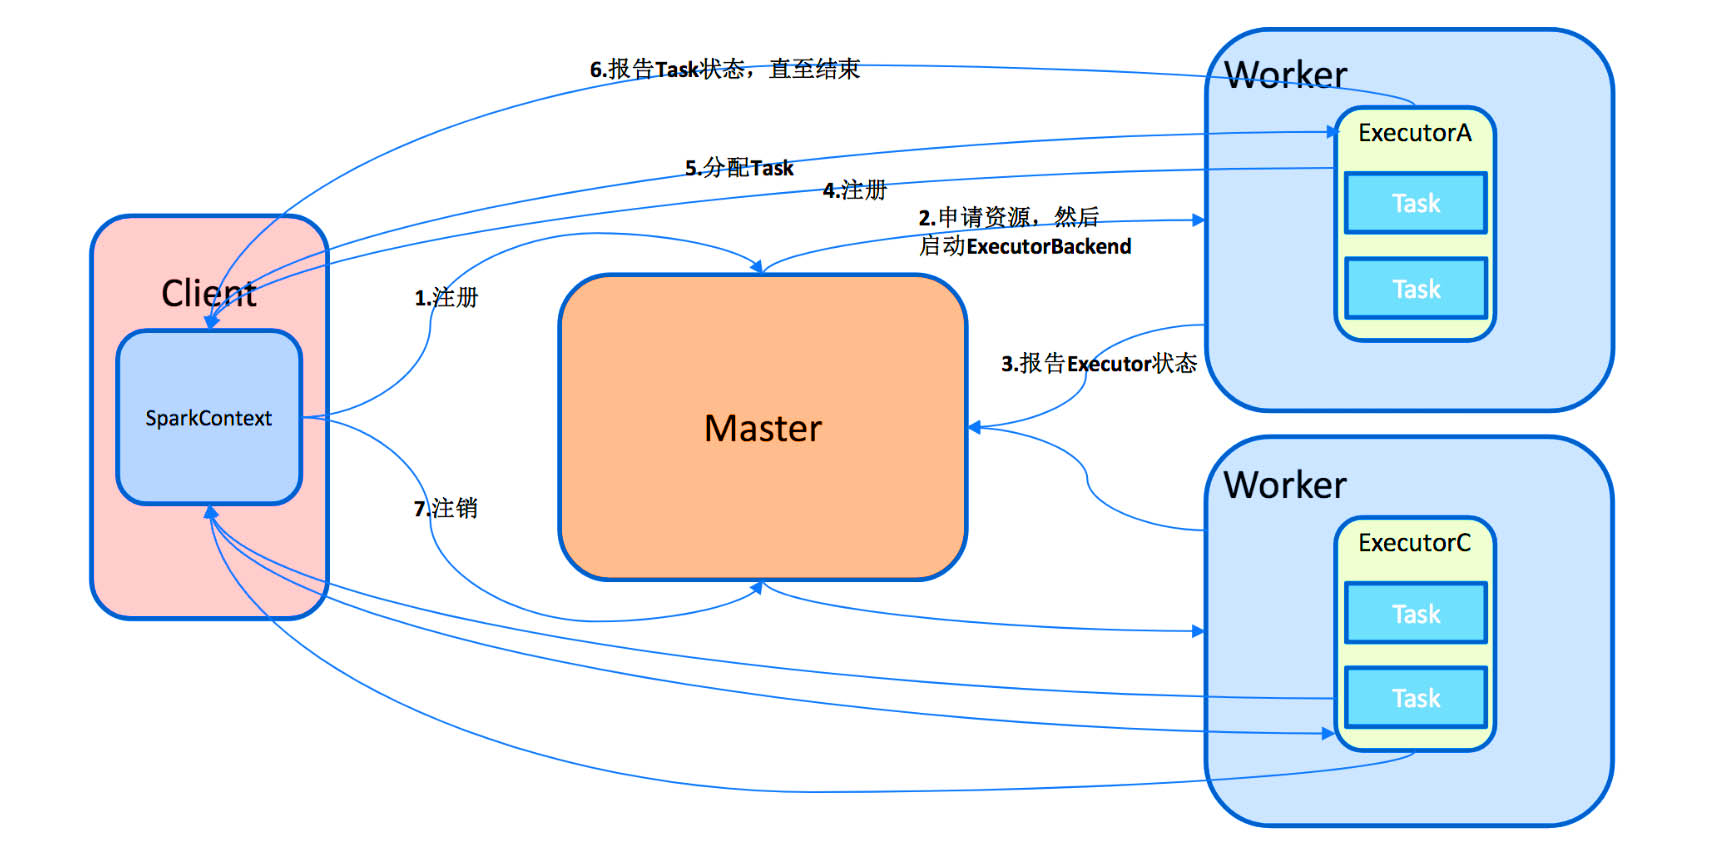 6.报告Task状态，直至结束
Worker
ExecutorA
5.分配Task
4.注册
Task
2.申请资源，然后
启动ExecutorBackend
Task
Client
1.注册
3.报告Executor状态
SparkContext
Master
Worker
7.注销
ExecutorC
Task
Task